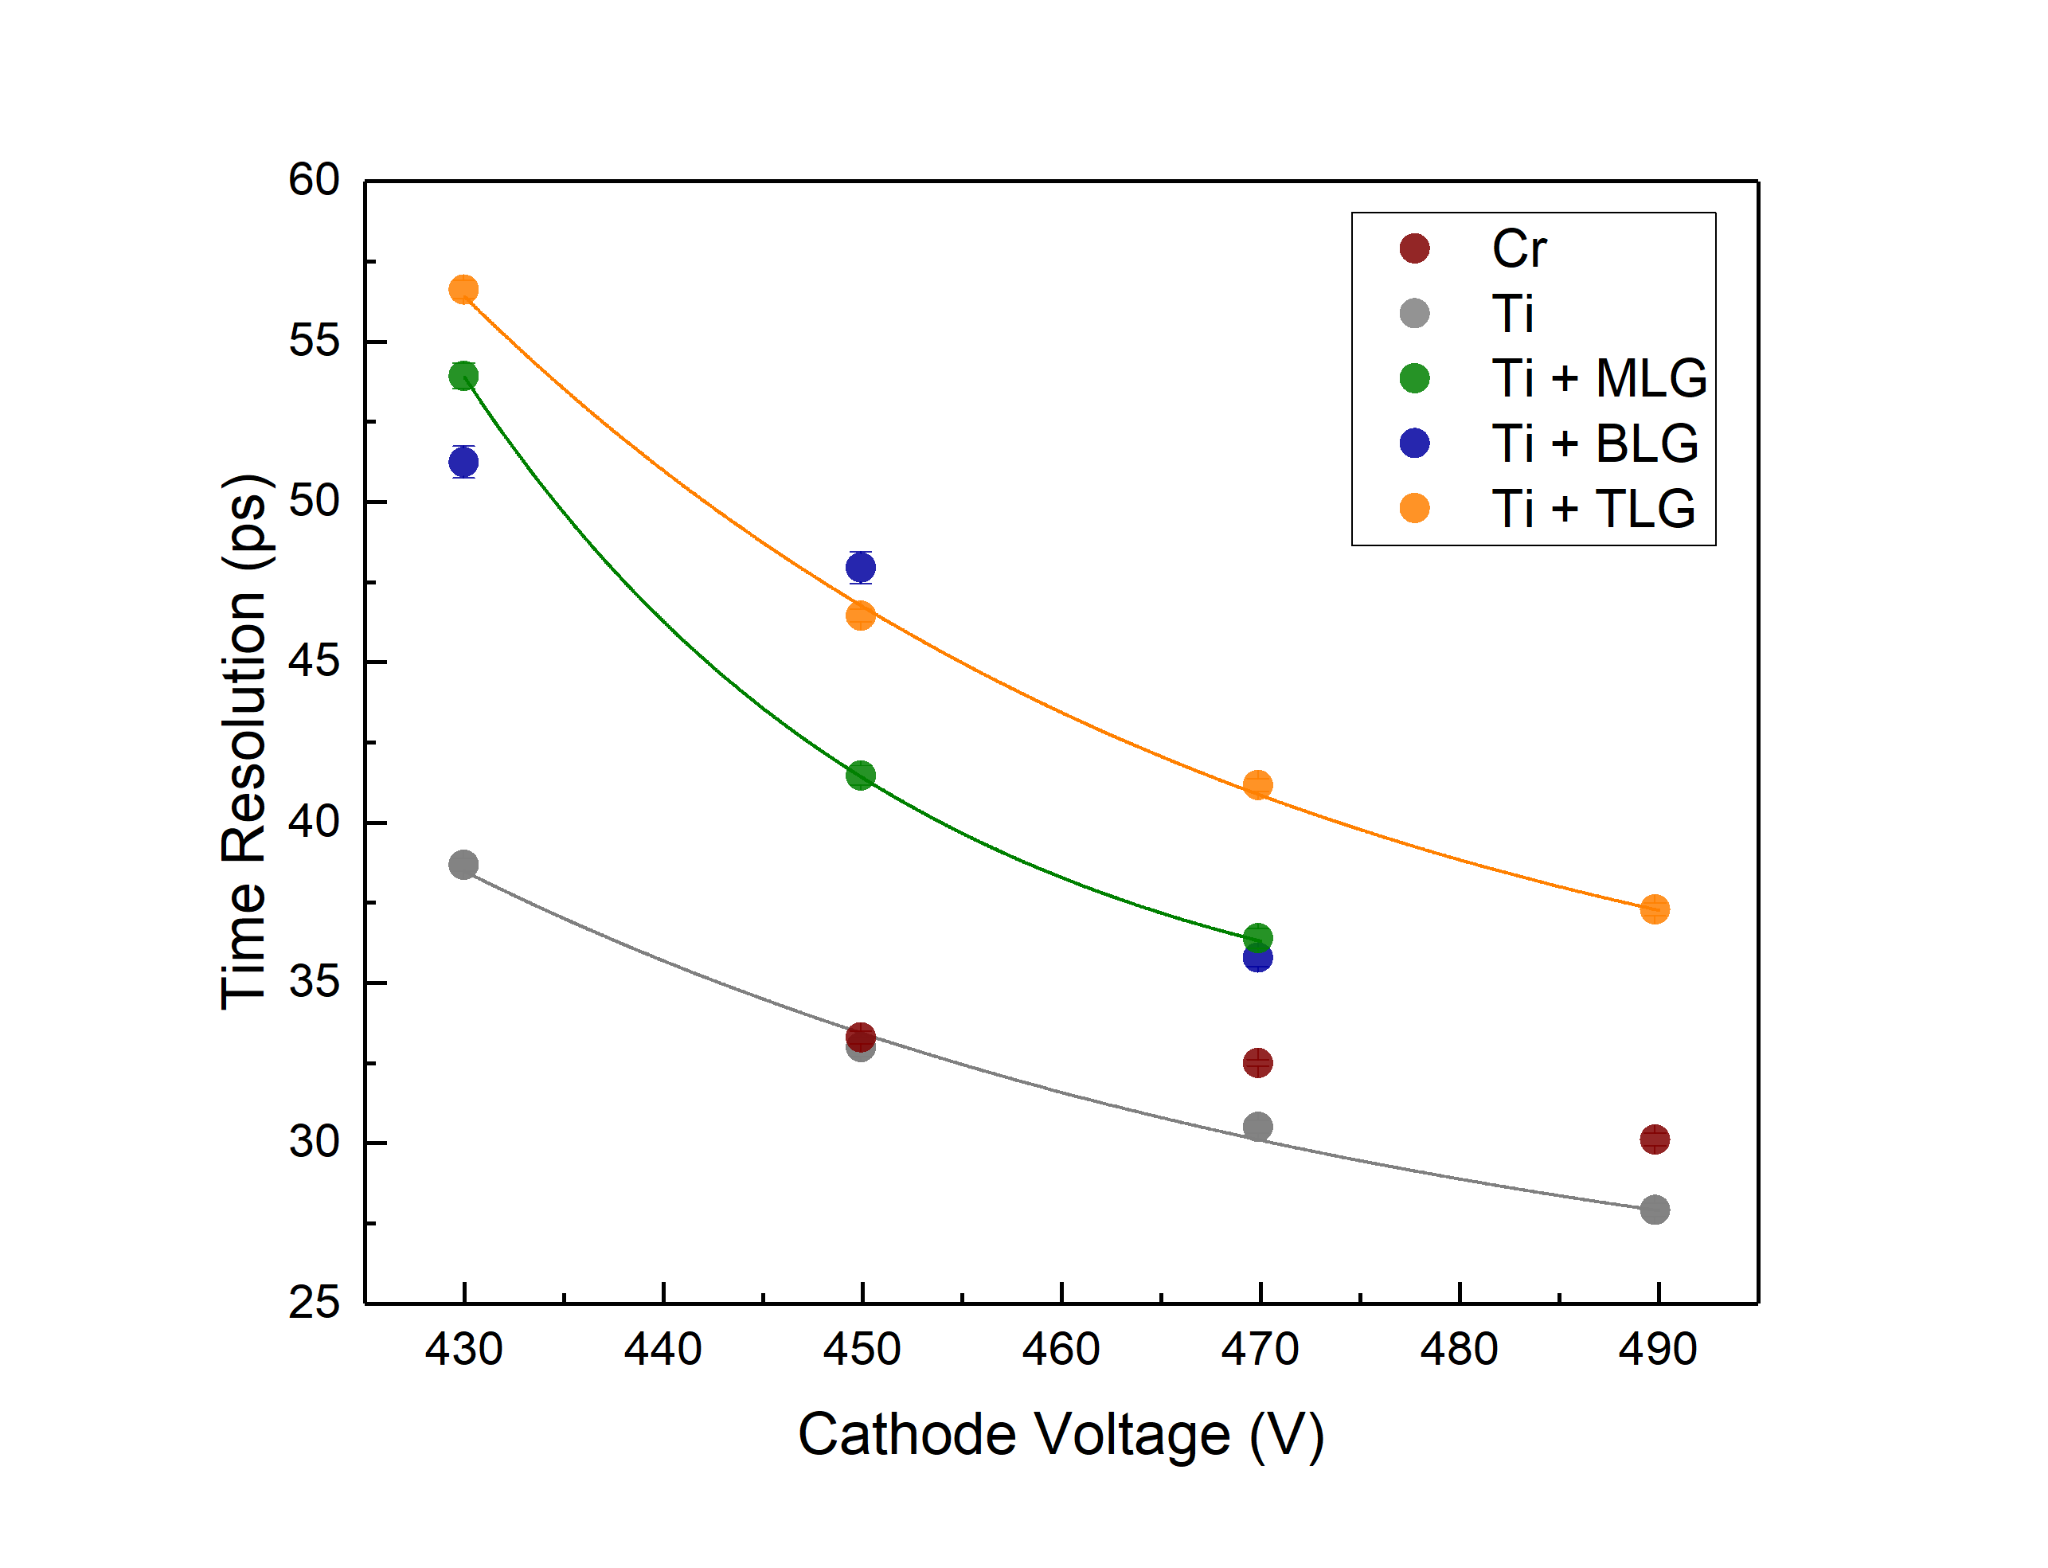 60
55
50
45
40
35
30
25
Time Resolution (ps)
Cr
Ti
Ti + MLG
Ti + BLG
Ti + TLG
430 440 450 460 470 480 490
Cathode Voltage (V)